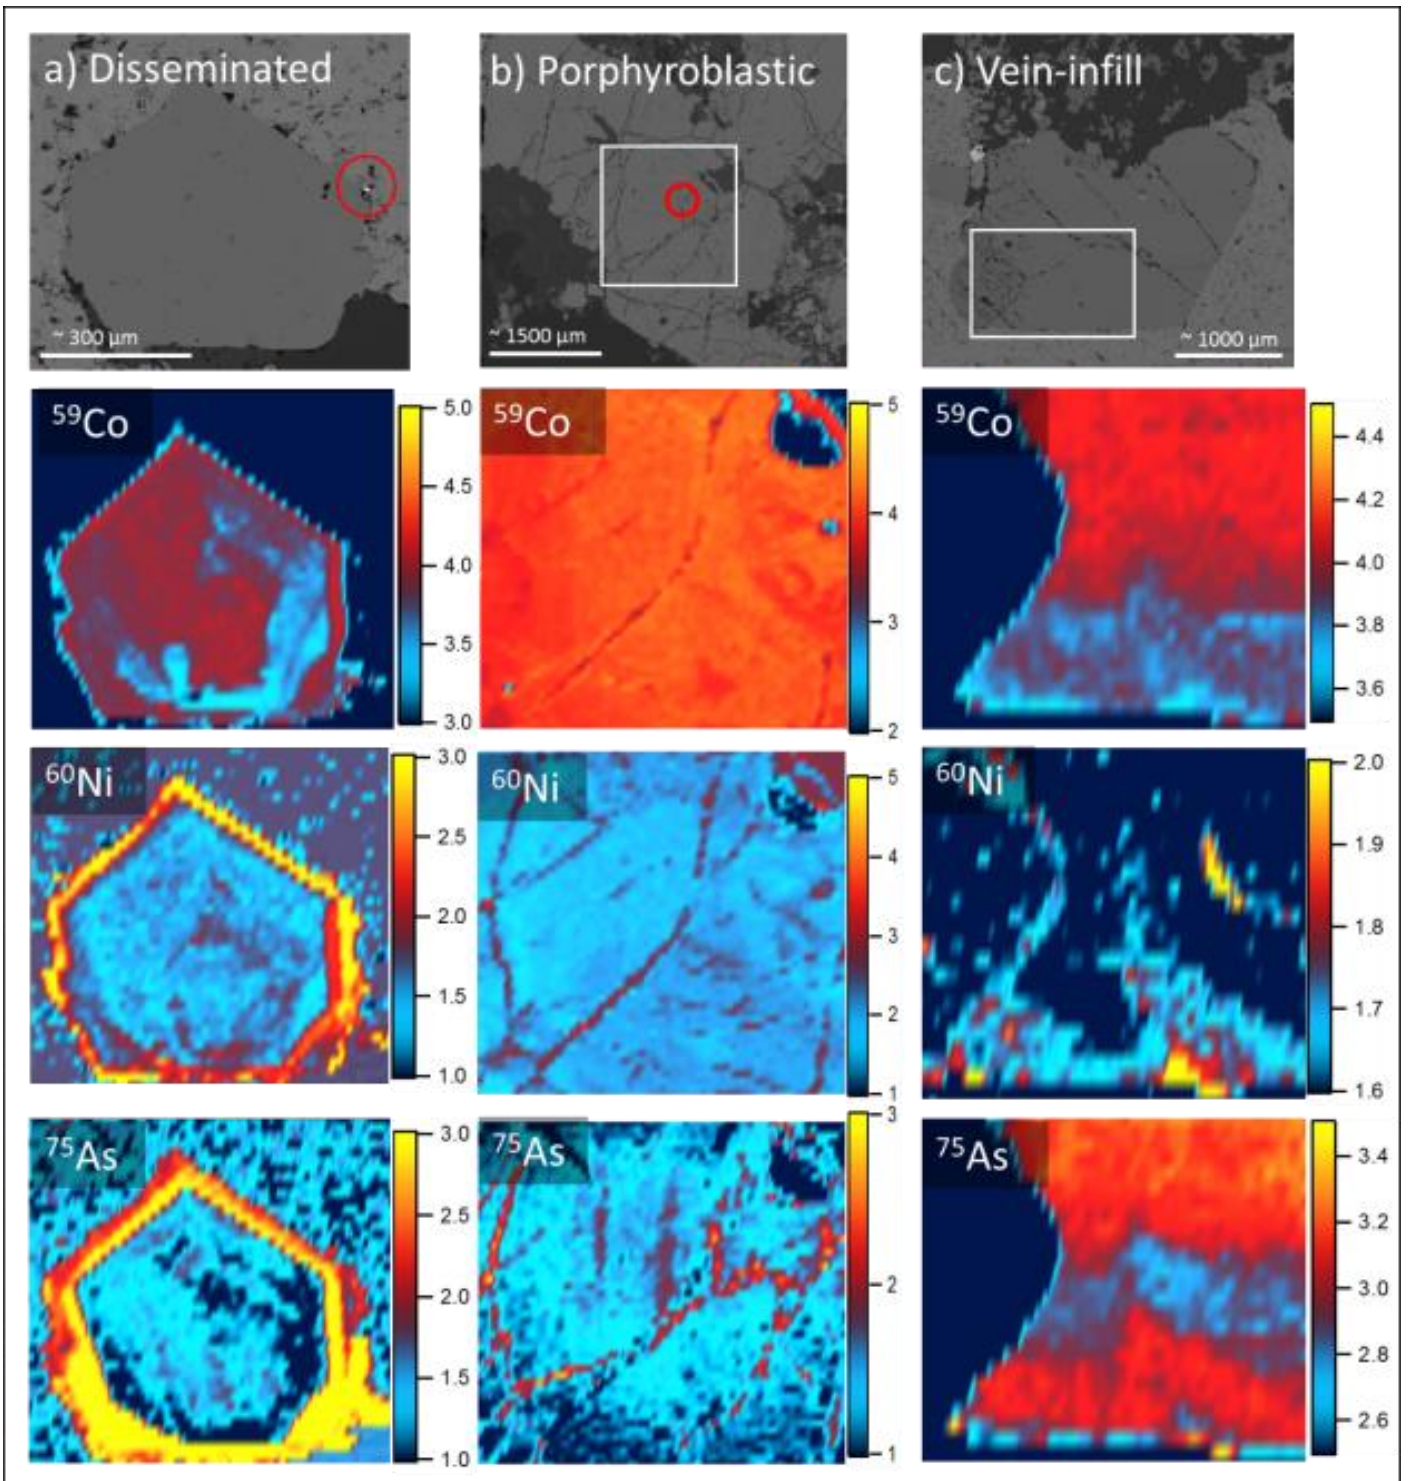 a) Disseminated
b) Porphyroblastic
c) Vein-infill
~ 300 µm
~ 1500 µm
~ 1000 µm
⁵⁹Co
5.0
4.5
4.0
3.5
3.0
⁵⁹Co
5
4
3
2
⁵⁹Co
4.4
4.2
4.0
3.8
3.6
⁶⁰Ni
3.0
2.5
2.0
1.5
1.0
⁶⁰Ni
5
4
3
2
1
⁶⁰Ni
2.0
1.9
1.8
1.7
1.6
⁷⁵As
3.0
2.5
2.0
1.5
1.0
⁷⁵As
3
2
1
⁷⁵As
3.4
3.2
3.0
2.8
2.6